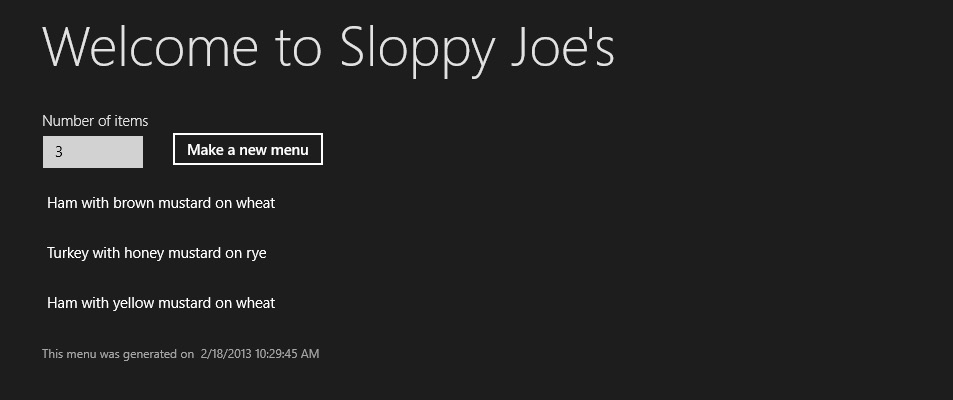 Welcome to Sloppy Joe's
Number of items
3
Make a new menu
Ham with brown mustard on wheat
Turkey with honey mustard on rye
Ham with yellow mustard on wheat
This menu was generated on 2/18/2013 10:29:45 AM